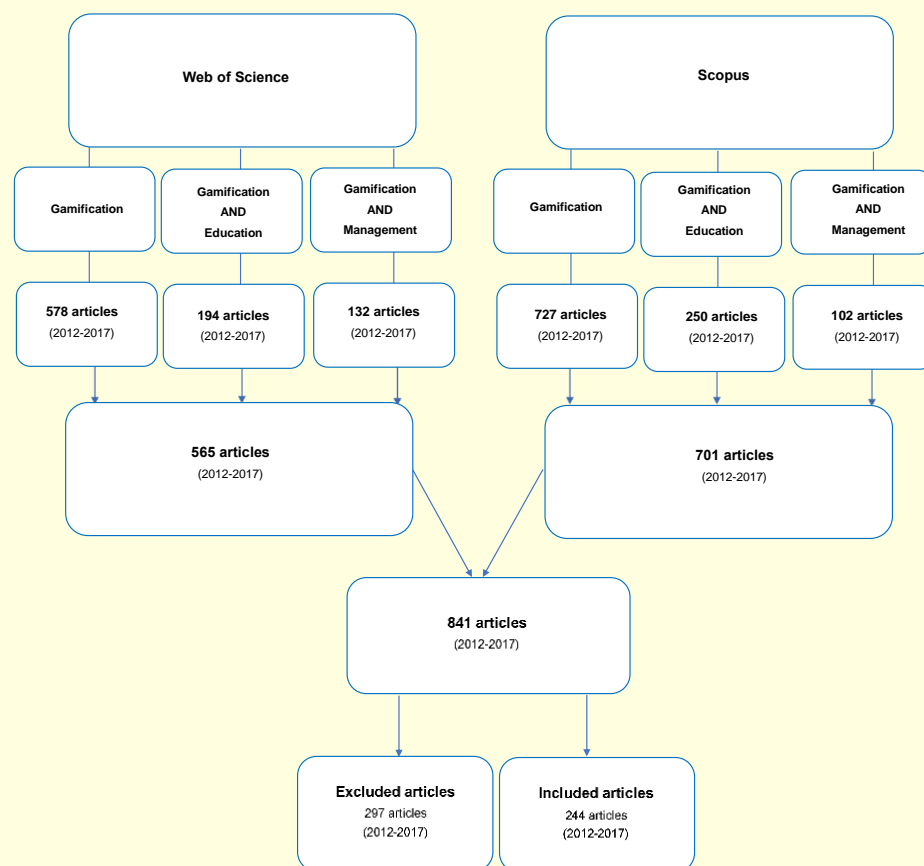 Web of Science
Scopus
Gamification
Gamification
AND
Education
Gamification
AND
Management
Gamification
Gamification
AND
Education
Gamification
AND
Management
578 articles
(2012-2017)
194 articles
(2012-2017)
132 articles
(2012-2017)
727 articles
(2012-2017)
250 articles
(2012-2017)
102 articles
(2012-2017)
565 articles
(2012-2017)
701 articles
(2012-2017)
841 articles
(2012-2017)
Excluded articles
297 articles
(2012-2017)
Included articles
244 articles
(2012-2017)